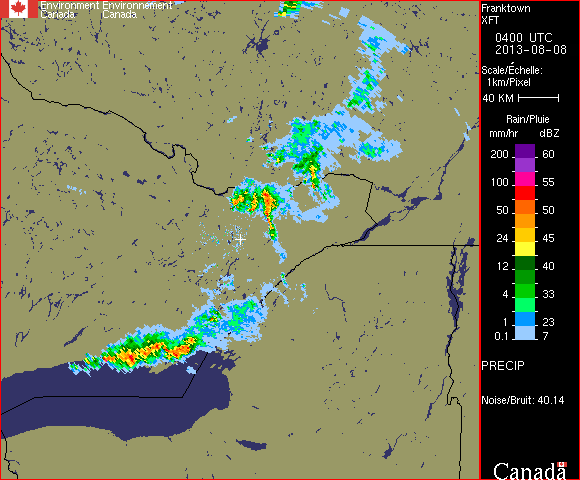 Environment Environnement
Canada Canada
Franktown
XFT
0400 UTC
2013-08-08
Scale/Échelle:
1km/Pixel
40 KM
Rain/Pluie
mm/hr dBZ
200 60
150 55
100 55
50 50
24 45
12 40
4 33
1 23
0.1 7
PRECIP
Noise/Bruit: 40.14
Canada